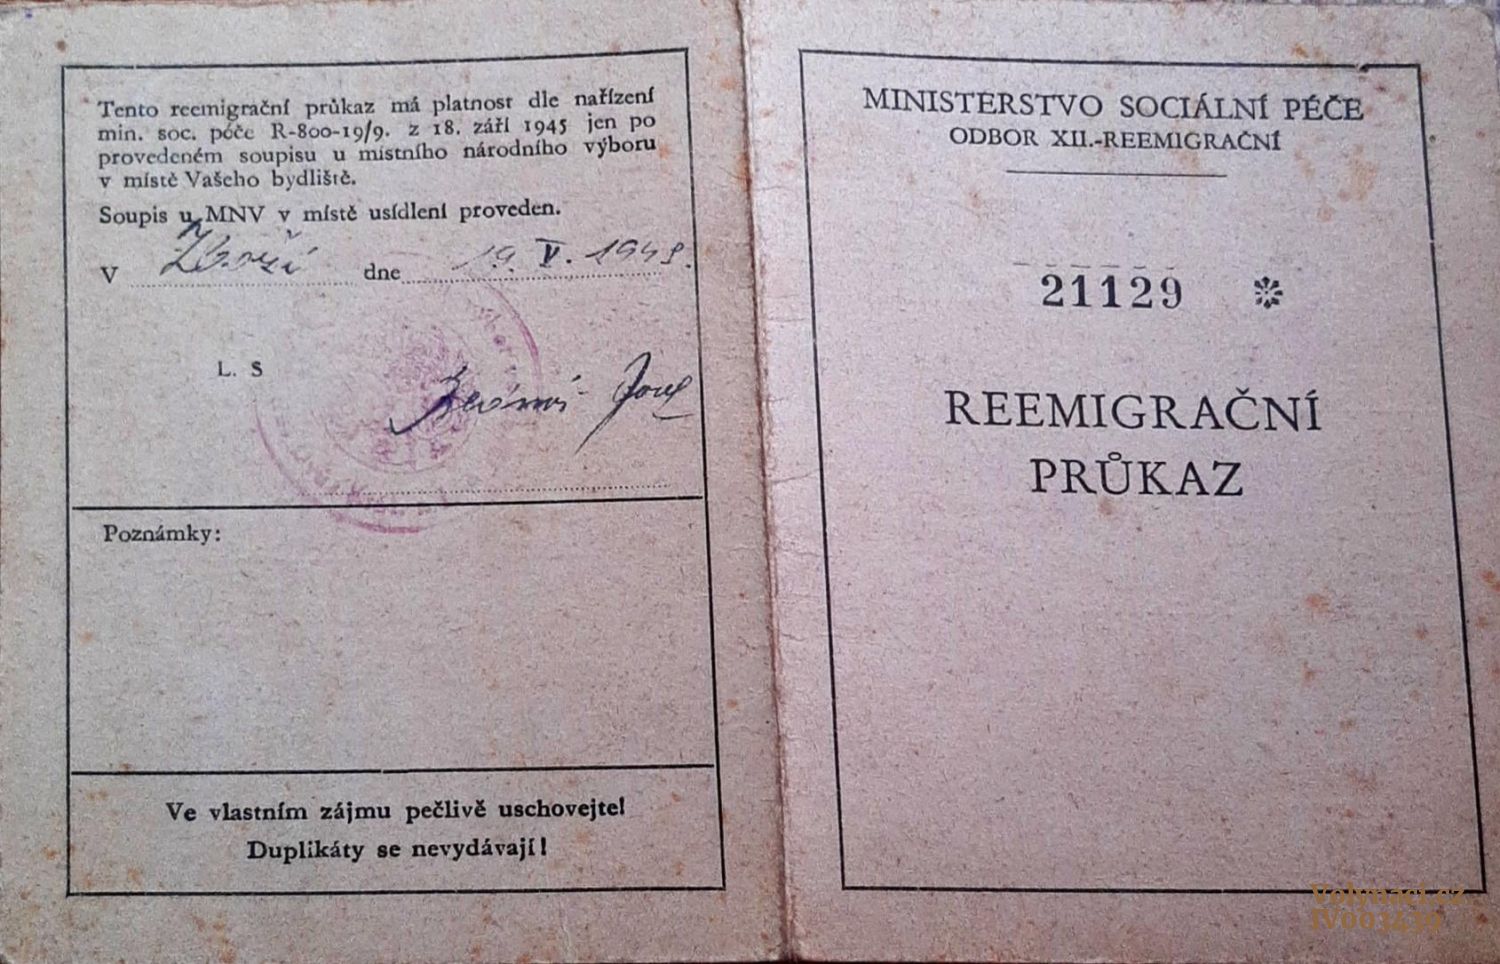 Tento reemigrační průkaz má platnost dle nařízení
min. soc. péče R-800-19/9. z 18. září 1945 jen po
provedeném soupisu u místního národního výboru
v místě Vašeho bydliště.
Soupis u MNV v místě usídlení proveden.
V dne 19. V. 1948.
L. S
Poznámky:
Ve vlastním zájmu pečlivě uschovejte!
Duplikáty se nevydávají!
MINISTERSTVO SOCIÁLNÍ PÉČE
ODBOR XII.-REEMIGRAČNÍ
21129 *
REEMIGRAČNÍ
PRŮKAZ
Volynaci.cz
IV003439